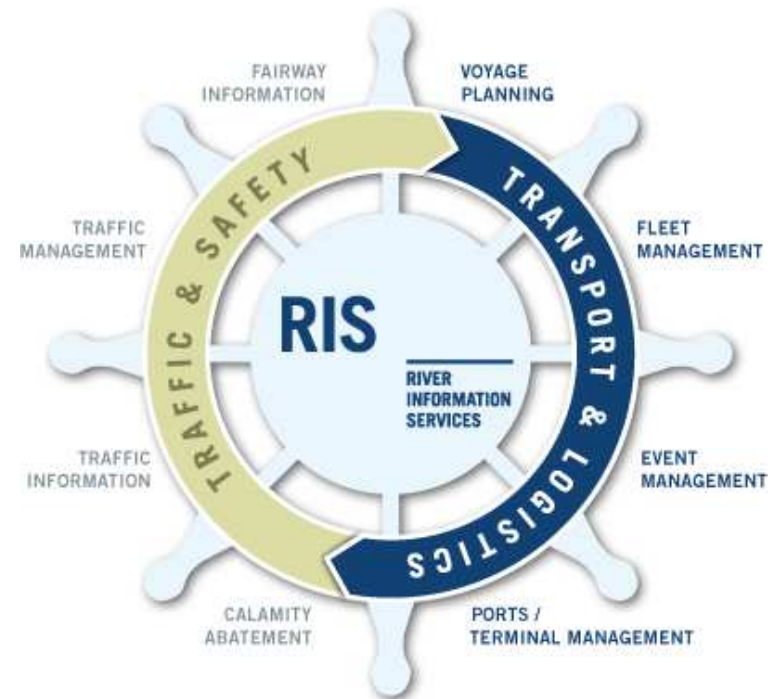 FAIRWAY
INFORMATION
VOYAGE
PLANNING
TRAFFIC & SAFETY
TRANSPORT & LOGISTICS
TRAFFIC
MANAGEMENT
FLEET
MANAGEMENT
RIS
RIVER
INFORMATION
SERVICES
TRAFFIC
INFORMATION
EVENT
MANAGEMENT
CALAMITY
ABATEMENT
PORTS /
TERMINAL MANAGEMENT